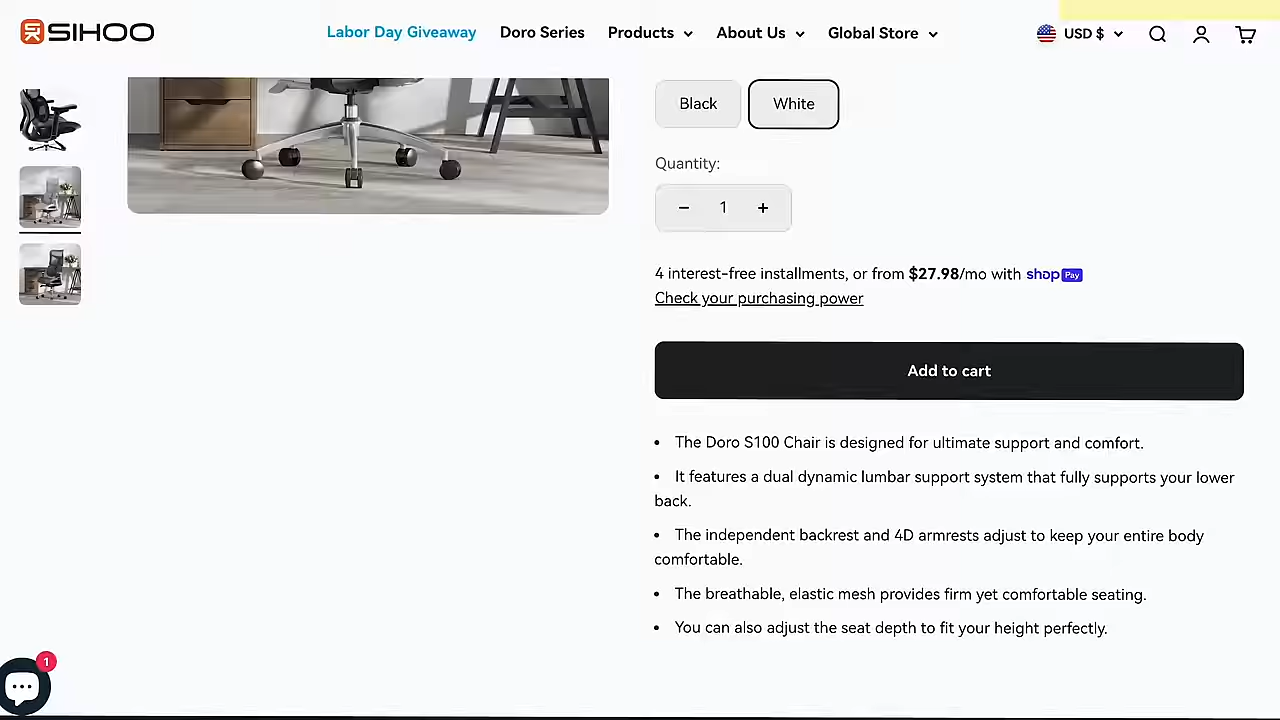 SIHOO
Labor Day Giveaway Doro Series Products About Us Global Store USD $
Black White
Quantity:
− 1 +
4 interest-free installments, or from $27.98/mo with shop Pay
Check your purchasing power
Add to cart
• The Doro S100 Chair is designed for ultimate support and comfort.
• It features a dual dynamic lumbar support system that fully supports your lower
back.
• The independent backrest and 4D armrests adjust to keep your entire body
comfortable.
• The breathable, elastic mesh provides firm yet comfortable seating.
• You can also adjust the seat depth to fit your height perfectly.
1